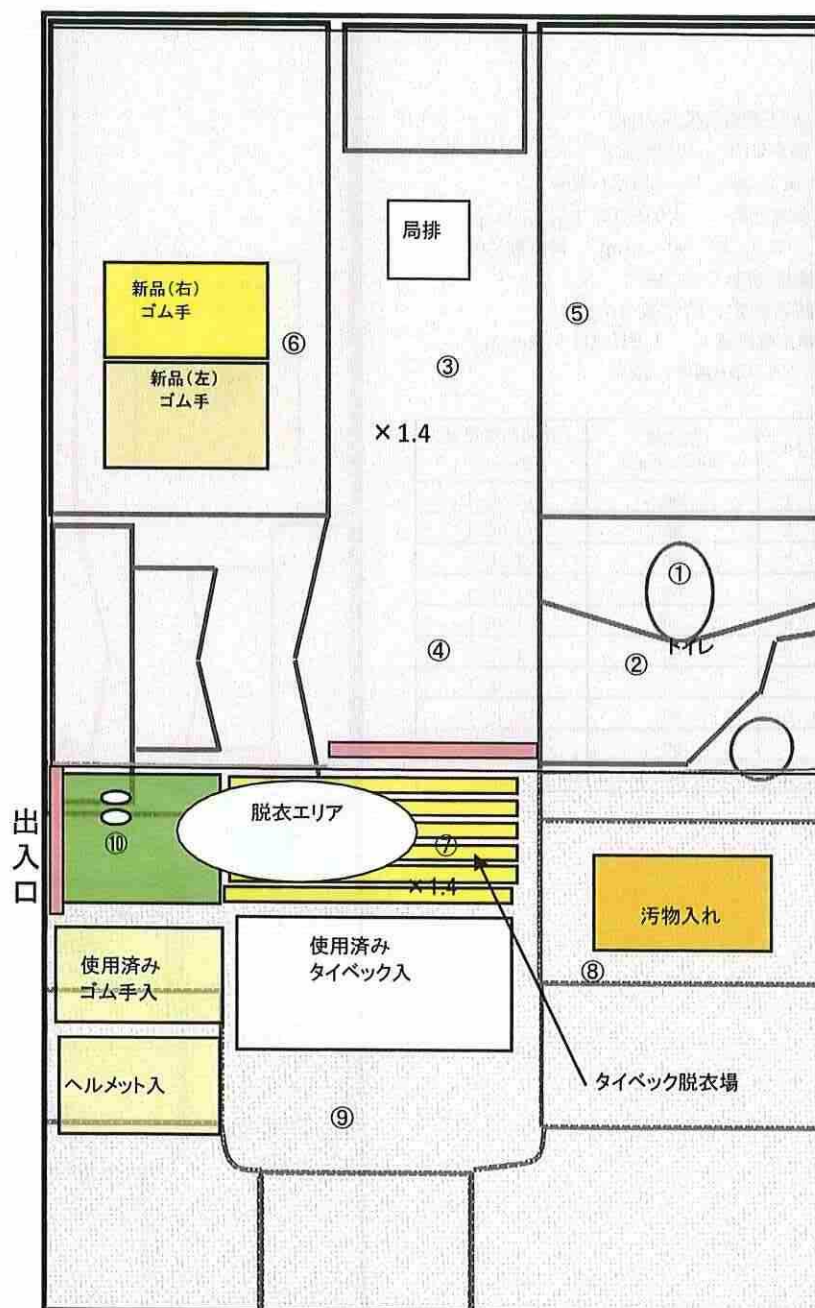 局排
新品(右)
ゴム手
⑥
⑤
新品(左)
ゴム手
③
×1.4
①
トイレ
④
②
出入口
脱衣エリア
⑩
⑦
×1.4
汚物入れ
使用済み
ゴム手入
使用済み
タイベック入
⑧
ヘルメット入
タイベック脱衣場
⑨